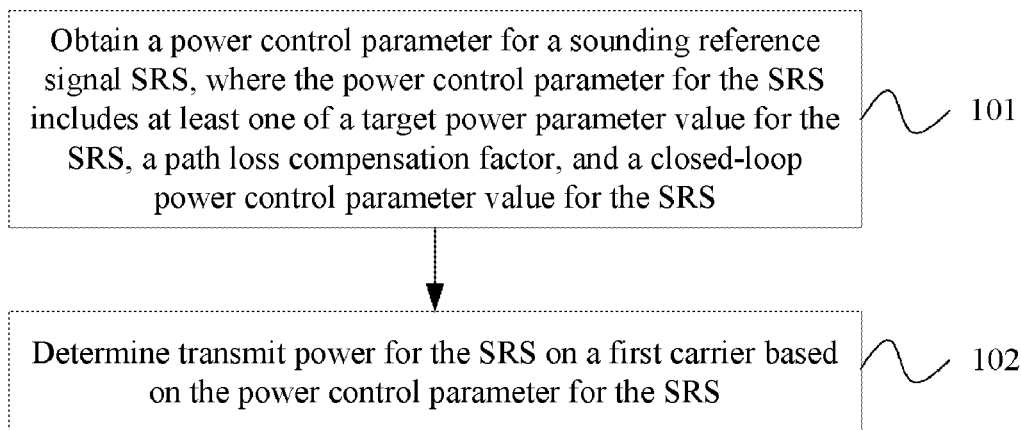 Obtain a power control parameter for a sounding reference
signal SRS, where the power control parameter for the SRS
includes at least one of a target power parameter value for the
SRS, a path loss compensation factor, and a closed-loop
power control parameter value for the SRS
101
Determine transmit power for the SRS on a first carrier based
on the power control parameter for the SRS
102